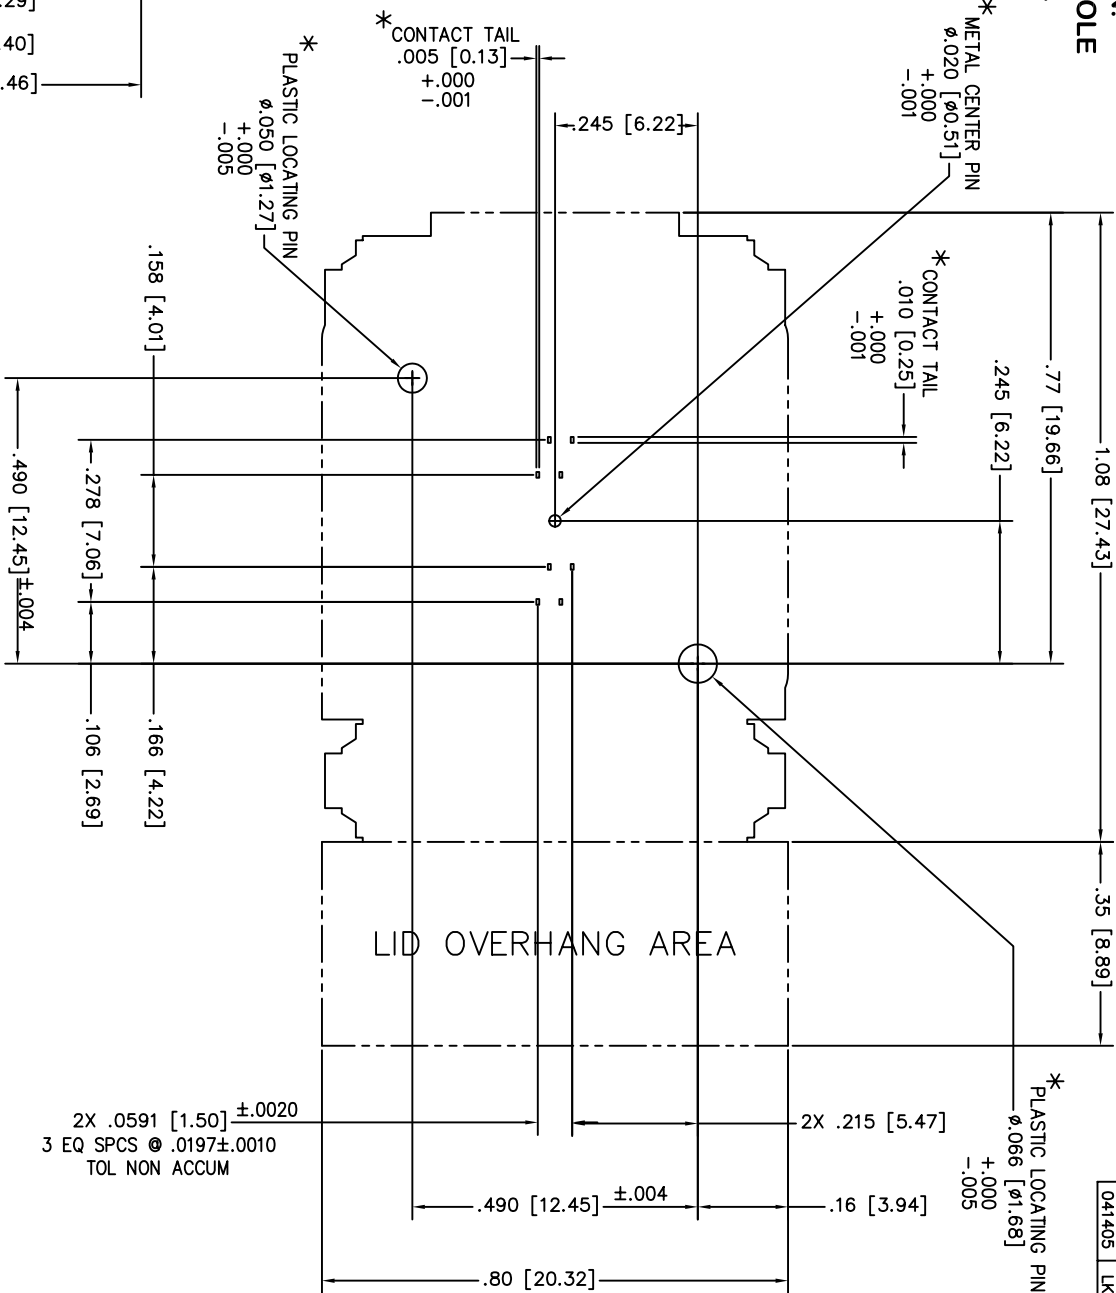 .29]
.40]
.46]
OLE
* CONTACT TAIL
.005 [0.13]
+.000
-.001
* PLASTIC LOCATING PIN
ø.050 [ø1.27]
+.000
-.005
* METAL CENTER PIN
ø.020 [ø0.51]
+.000
-.001
.245 [6.22]
* CONTACT TAIL
.010 [0.25]
+.000
-.001
.245 [6.22]
.77 [19.66]
1.08 [27.43]
.35 [8.89]
.158 [4.01]
.278 [7.06]
.490 [12.45]±.004
.166 [4.22]
.106 [2.69]
LID OVERHANG AREA
* PLASTIC LOCATING PIN
ø.066 [ø1.68]
+.000
-.005
041405 LK
2X .0591 [1.50] ±.0020
3 EQ SPCS @ .0197±.0010
TOL NON ACCUM
2X .215 [5.47]
.490 [12.45] ±.004
.16 [3.94]
.80 [20.32]